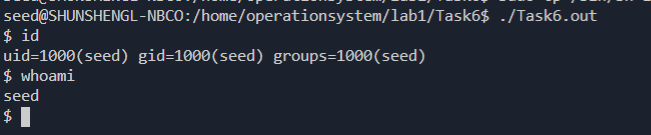 seed@SHUNSHENGL-NBCO:/home/operationsystem/lab1/Task6$ ./Task6.out
$ id
uid=1000(seed) gid=1000(seed) groups=1000(seed)
$ whoami
seed
$